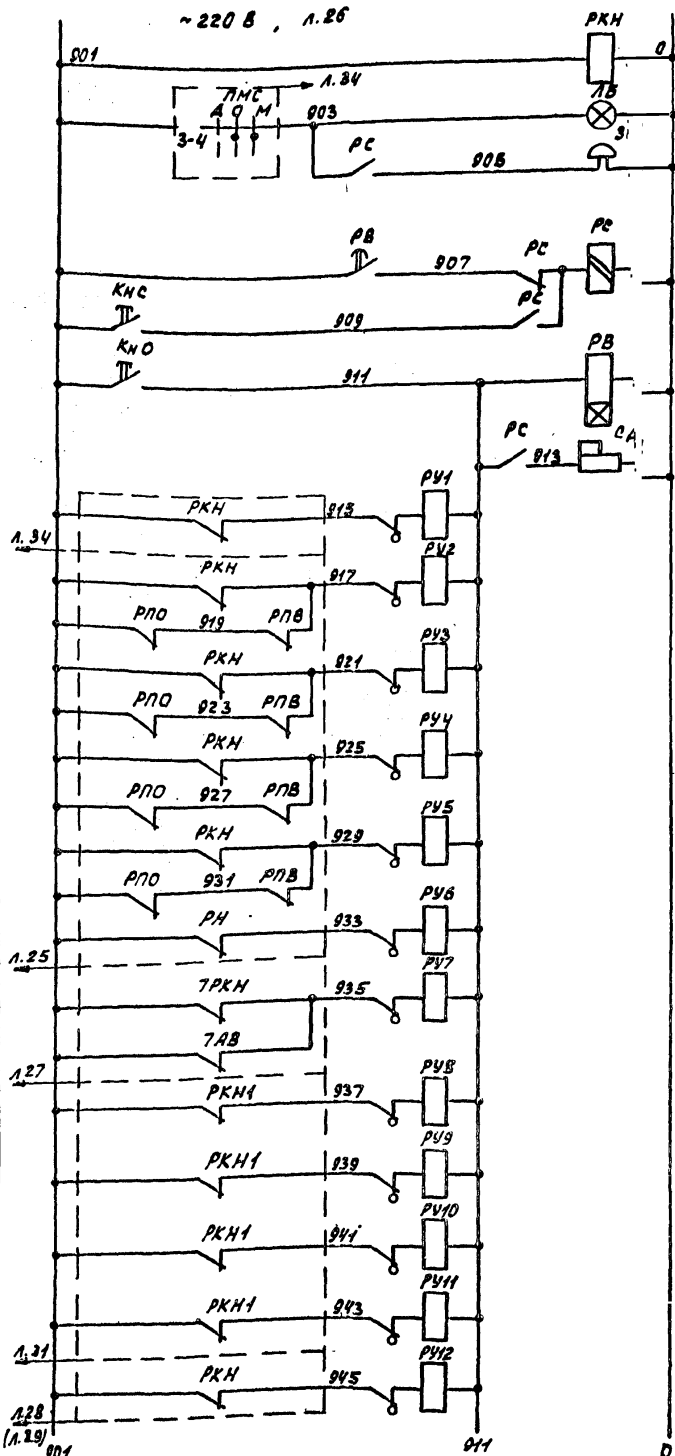 ~220 В, л.26
901
РКН
0
л.34
ПМС
А О М
903
ЛВ
3-4
РС
905
РВ
907
РС
РС
КНС
909
РС
КНО
911
РВ
РС
913
СА
РКН
913
РУ1
л.34
РКН
917
РУ2
РПО
919
РПВ
РКН
921
РУ3
РПО
923
РПВ
РКН
925
РУ4
РПО
927
РПВ
РКН
929
РУ5
РПО
931
РПВ
РН
933
РУ6
л.25
7РКН
935
РУ7
7АВ
л.27
РКН1
937
РУ8
РКН1
939
РУ9
РКН1
941
РУ10
РКН1
943
РУ11
л.31
РКН
945
РУ12
л.28
(л.29)
901
911
0